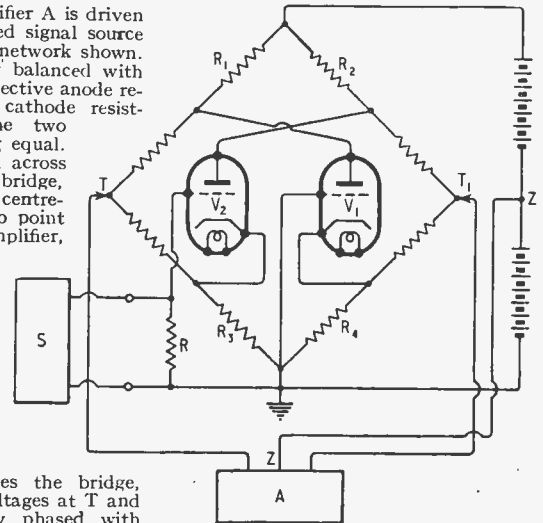 ifier A is driven
ed signal source
network shown.
balanced with
ective anode re-
cathode resist-
ne two
g equal.
across
bridge,
centre-
o point
mplifier,
R₁
R₂
T
T₁
V₂
V₁
Z
S
R
R₃
R₄
Z
A
es the bridge,
ltages at T and
y phased with